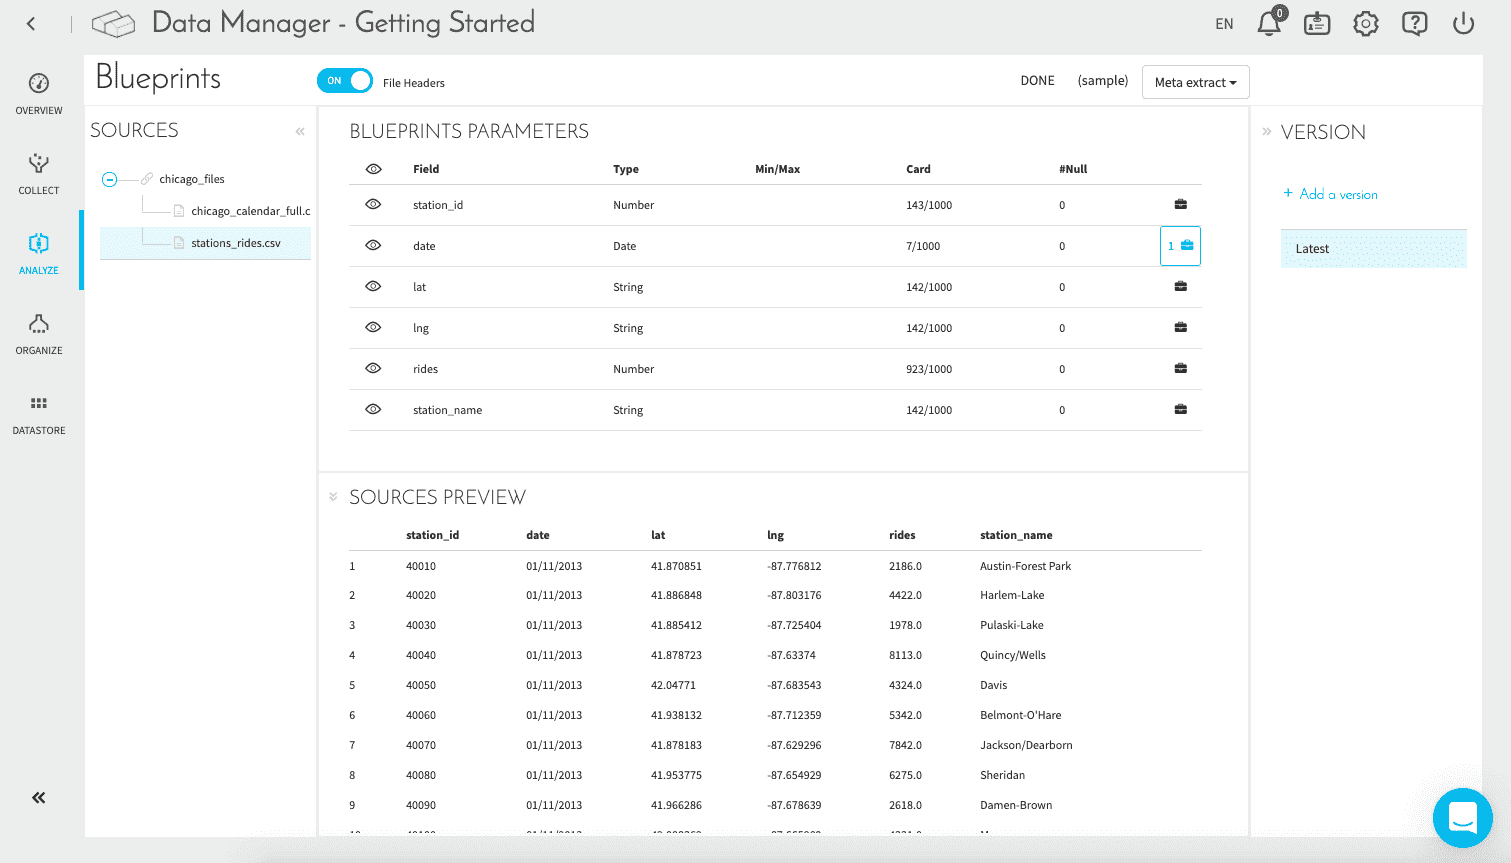 Data Manager - Getting Started
EN
0
Blueprints
ON
File Headers
DONE
(sample)
Meta extract
OVERVIEW
COLLECT
ANALYZE
ORGANIZE
DATASTORE
SOURCES
chicago_files
chicago_calendar_full.c
stations_rides.csv
BLUEPRINTS PARAMETERS
Field Type Min/Max Card #Null
station_id Number 143/1000 0
date Date 7/1000 0 1
lat String 142/1000 0
lng String 142/1000 0
rides Number 923/1000 0
station_name String 142/1000 0
SOURCES PREVIEW
station_id date lat lng rides station_name
1 40010 01/11/2013 41.870851 -87.776812 2186.0 Austin-Forest Park
2 40020 01/11/2013 41.886848 -87.803176 4422.0 Harlem-Lake
3 40030 01/11/2013 41.885412 -87.725404 1978.0 Pulaski-Lake
4 40040 01/11/2013 41.878723 -87.63374 8113.0 Quincy/Wells
5 40050 01/11/2013 42.04771 -87.683543 4324.0 Davis
6 40060 01/11/2013 41.938132 -87.712359 5342.0 Belmont-O'Hare
7 40070 01/11/2013 41.878183 -87.629296 7842.0 Jackson/Dearborn
8 40080 01/11/2013 41.953775 -87.654929 6275.0 Sheridan
9 40090 01/11/2013 41.966286 -87.678639 2618.0 Damen-Brown
VERSION
+ Add a version
Latest